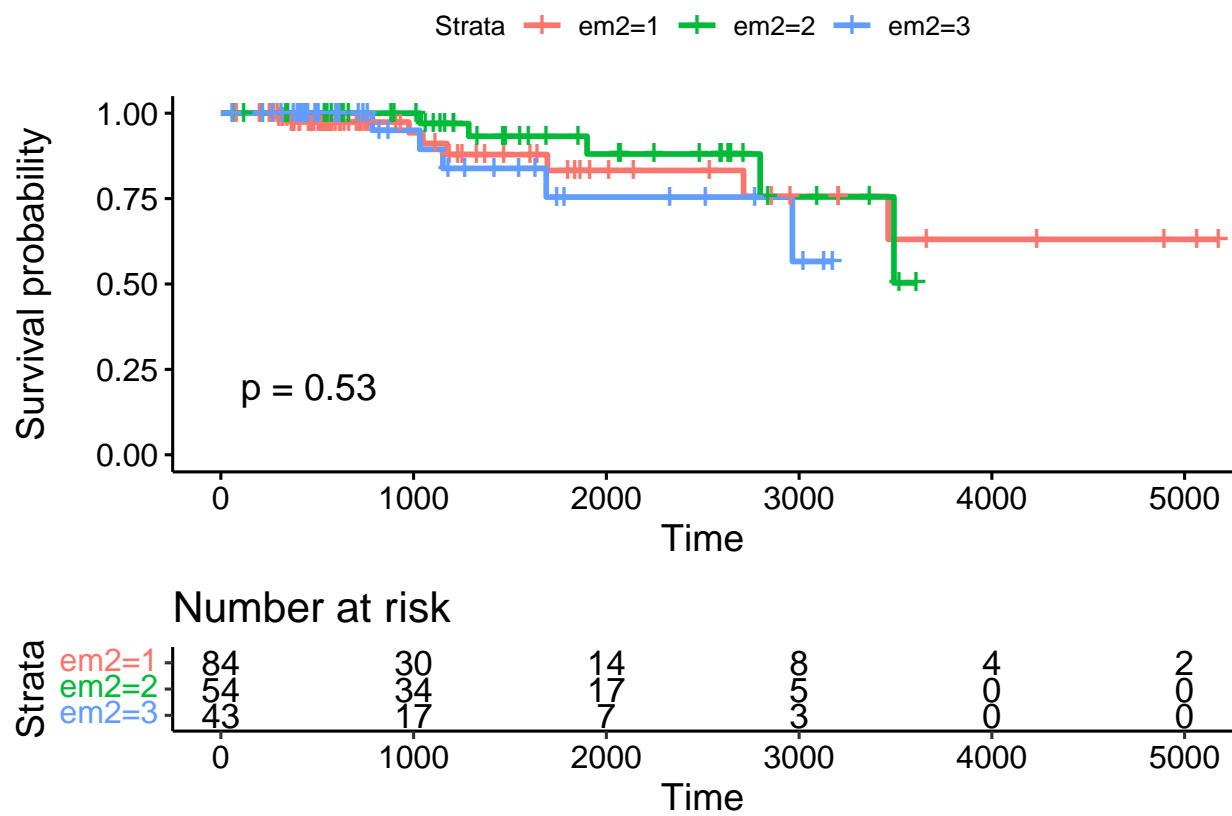 Strata em2=1 em2=2 em2=3
Survival probability
1.00
0.75
0.50
0.25
0.00
p = 0.53
0 1000 2000 3000 4000 5000
Time
Number at risk
Strata
em2=1 84 30 14 8 4 2
em2=2 54 34 17 5 0 0
em2=3 43 17 7 3 0 0
0 1000 2000 3000 4000 5000
Time